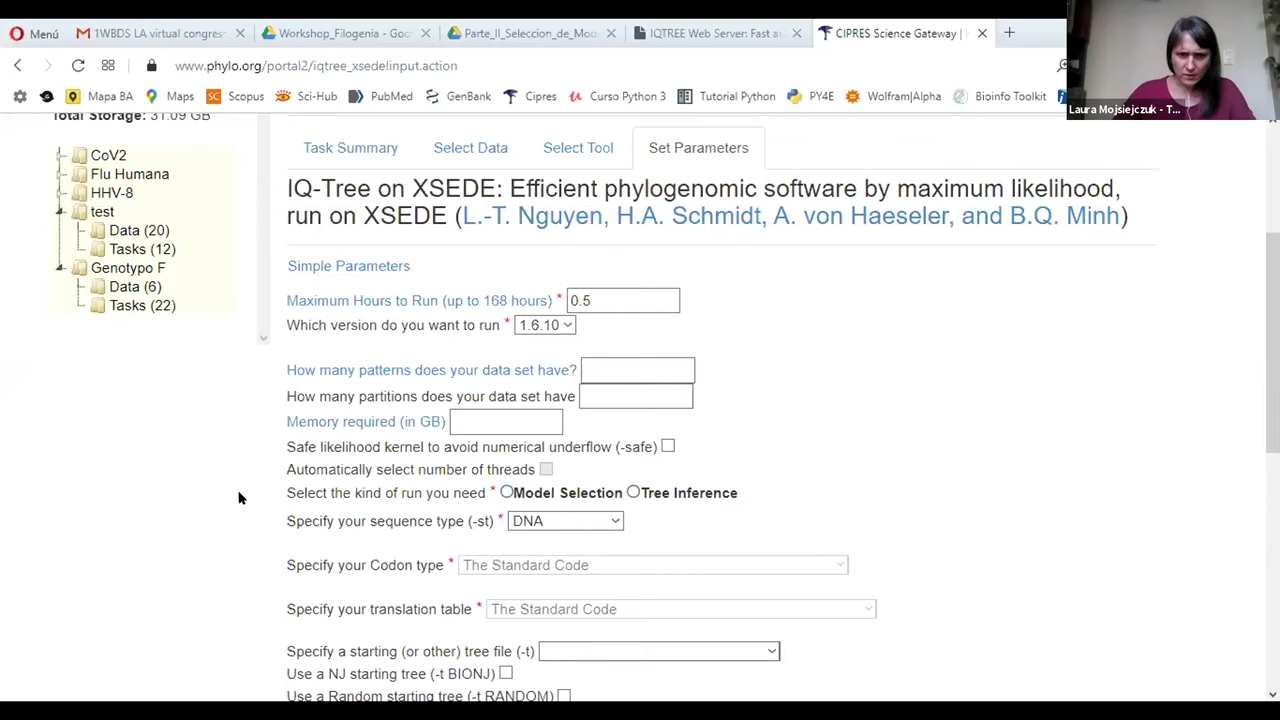 Menú
1WBDS LA virtual congres
Workshop_Filogenia - Goo
Parte_II_Seleccion_de_Mode
IQTREE Web Server: Fast a
CIPRES Science Gateway | I
www.phylo.org/portal2/iqtree_xsede!input.action
Mapa BA
Maps
Scopus
Sci-Hub
PubMed
GenBank
Cipres
Curso Python 3
Tutorial Python
PY4E
Wolfram|Alpha
Bioinfo Toolkit
Laura Mojsiejczuk - T...
Total Storage: 31.09 GB
CoV2
Flu Humana
HHV-8
test
Data (20)
Tasks (12)
Genotypo F
Data (6)
Tasks (22)
Task Summary
Select Data
Select Tool
Set Parameters
IQ-Tree on XSEDE: Efficient phylogenomic software by maximum likelihood,
run on XSEDE (L.-T. Nguyen, H.A. Schmidt, A. von Haeseler, and B.Q. Minh)
Simple Parameters
Maximum Hours to Run (up to 168 hours) * 0.5
Which version do you want to run * 1.6.10
How many patterns does your data set have?
How many partitions does your data set have
Memory required (in GB)
Safe likelihood kernel to avoid numerical underflow (-safe)
Automatically select number of threads
Select the kind of run you need * Model Selection Tree Inference
Specify your sequence type (-st) * DNA
Specify your Codon type * The Standard Code
Specify your translation table * The Standard Code
Specify a starting (or other) tree file (-t)
Use a NJ starting tree (-t BIONJ)
Use a Random starting tree (-t RANDOM)